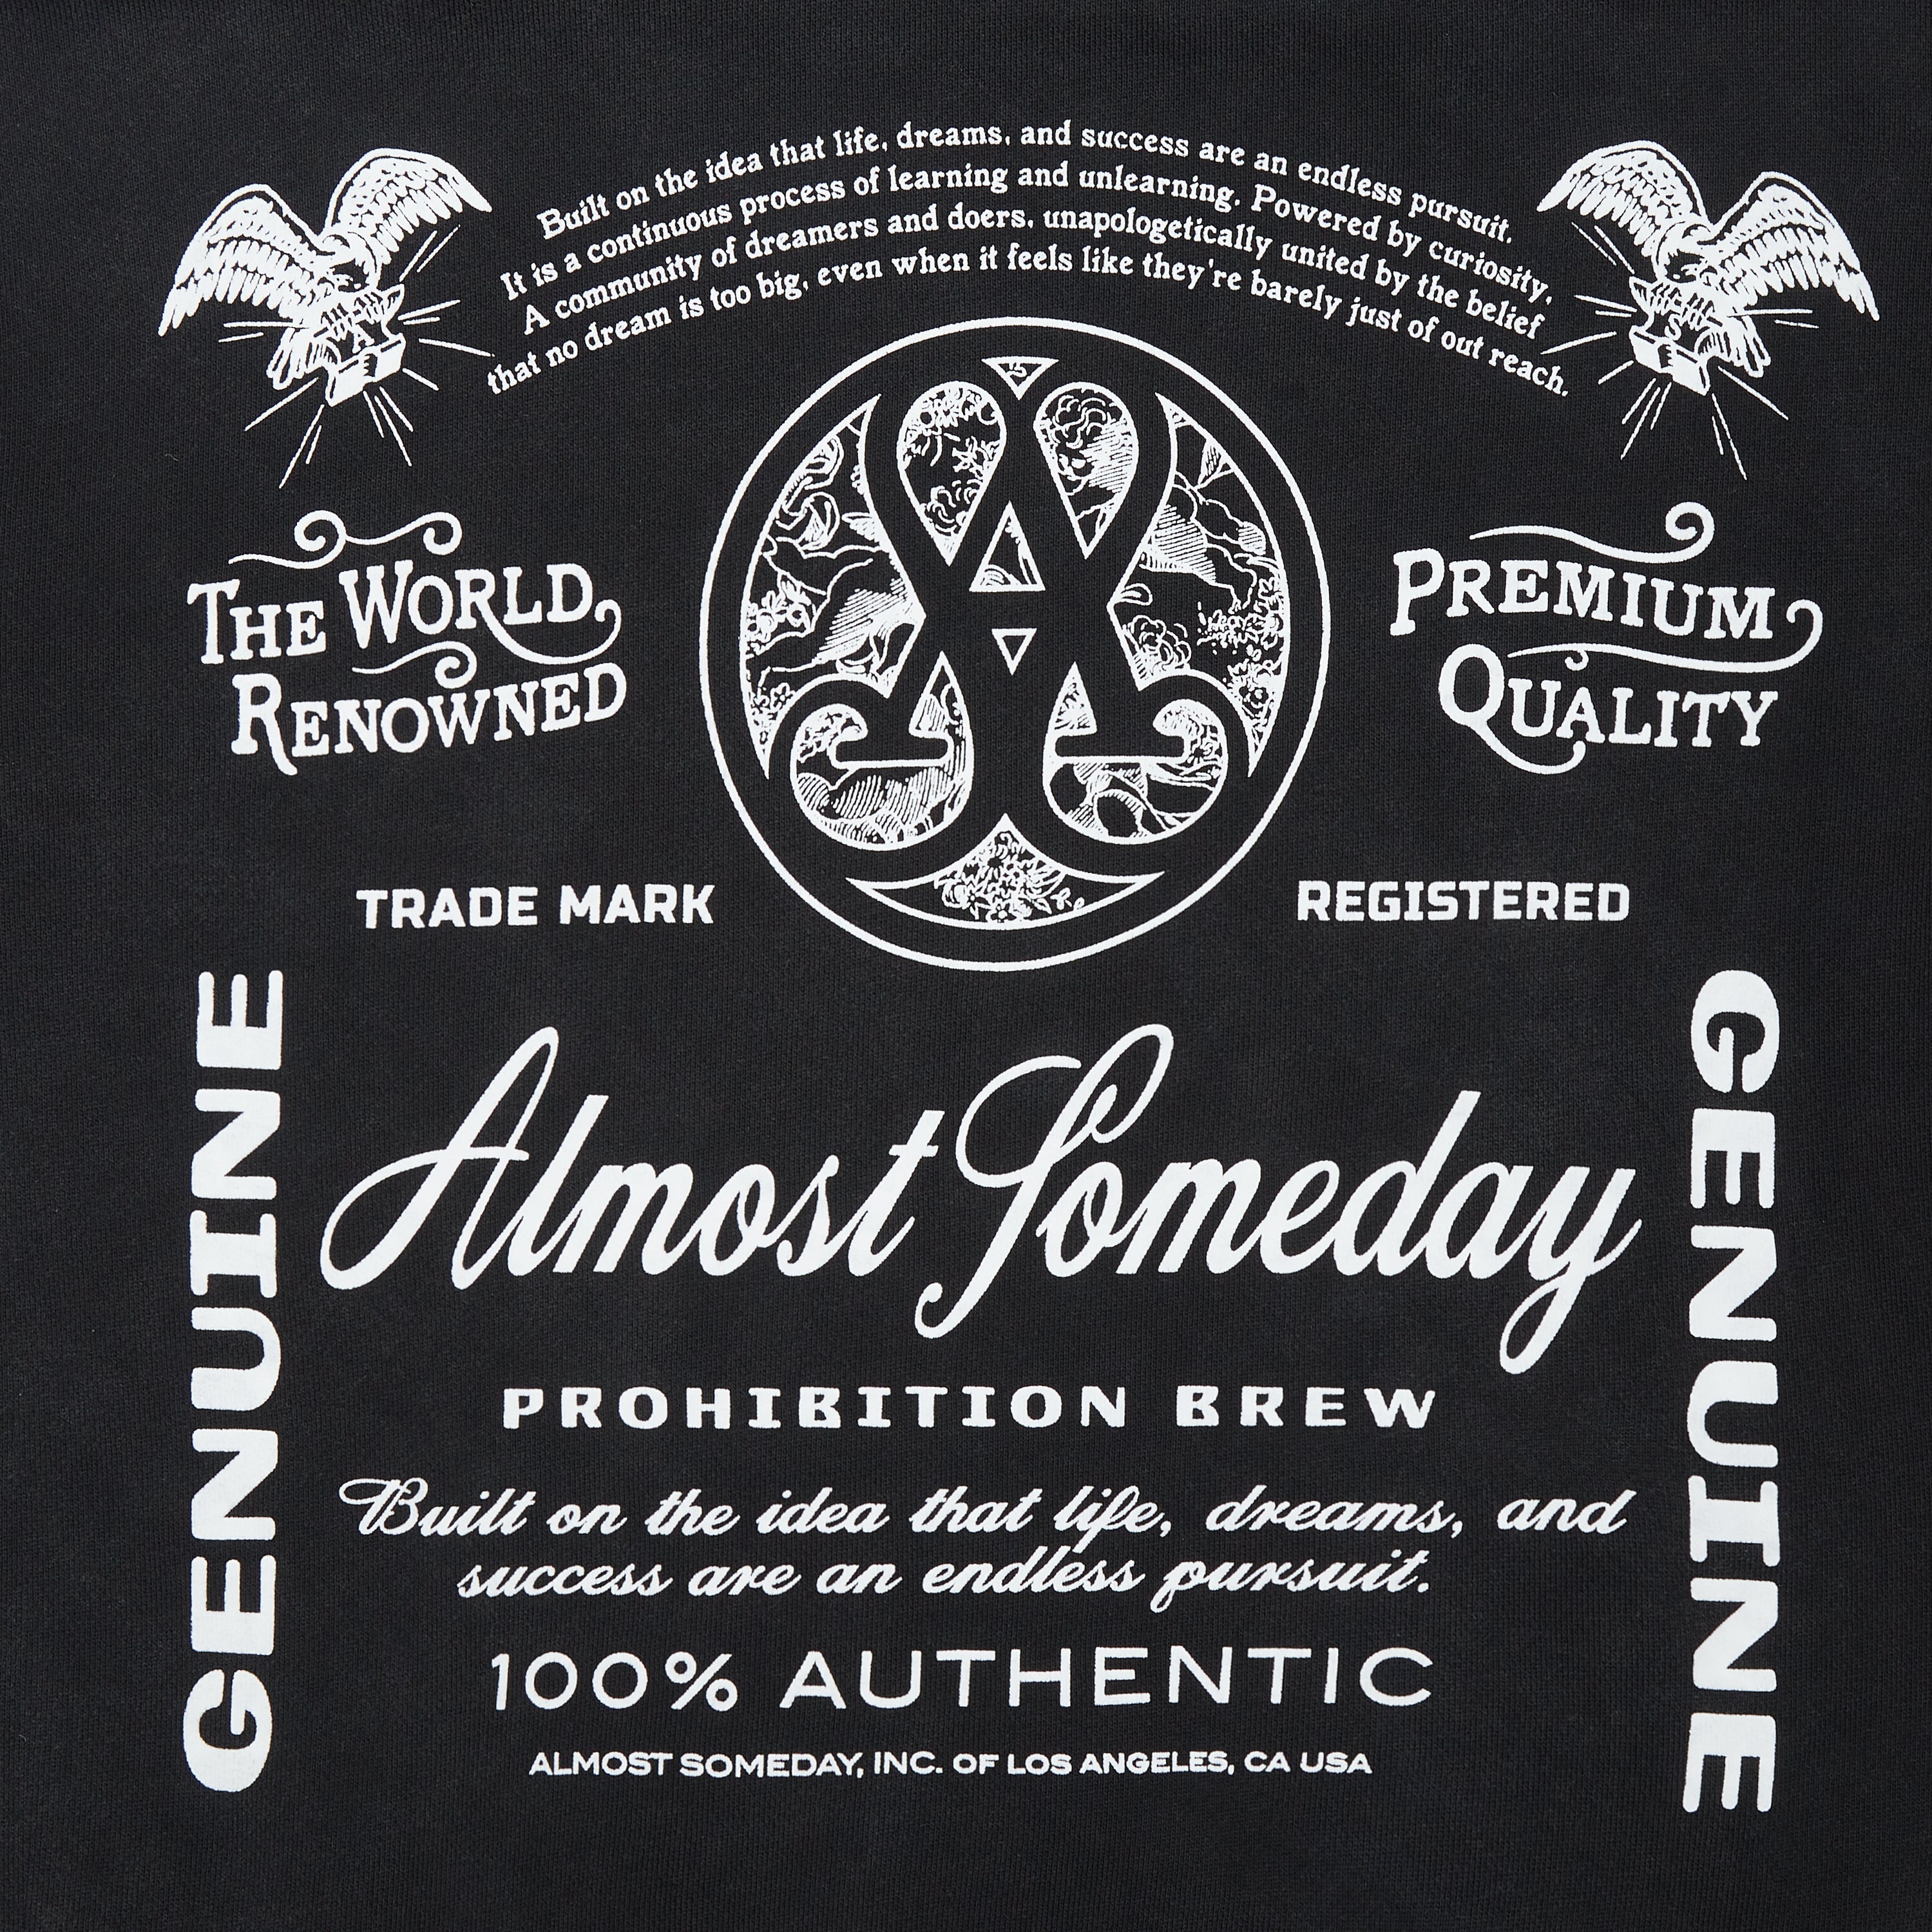 Built on the idea that life, dreams, and success are an endless pursuit.
It is a continuous process of learning and unlearning. Powered by curiosity,
A community of dreamers and doers, unapologetically united by the belief
that no dream is too big, even when it feels like they're barely just of out reach.
A
S
THE WORLD
RENOWNED
PREMIUM
QUALITY
TRADE MARK
REGISTERED
GENUINE
GENUINE
Almost Someday
PROHIBITION BREW
Built on the idea that life, dreams, and
success are an endless pursuit.
100% AUTHENTIC
ALMOST SOMEDAY, INC. OF LOS ANGELES, CA USA